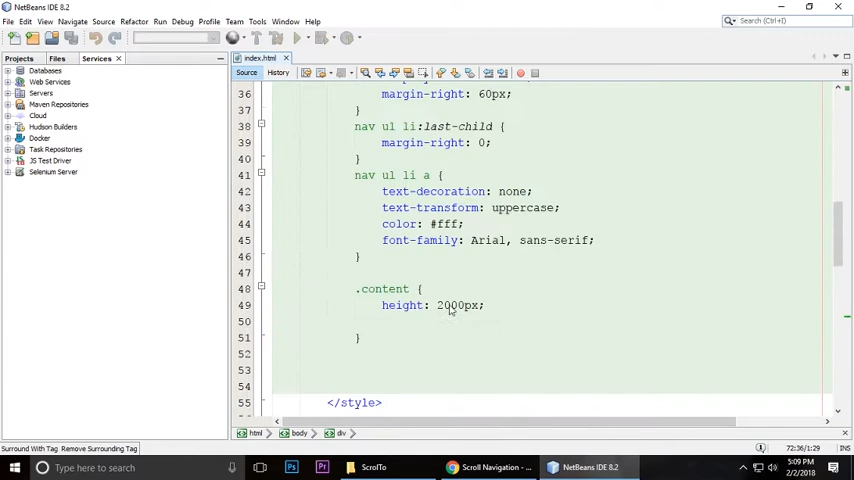 NetBeans IDE 8.2
File Edit View Navigate Source Refactor Run Debug Profile Team Tools Window Help
Search (Ctrl+I)
Projects Files Services
index.html
Source History
Databases
Web Services
Servers
Maven Repositories
Cloud
Hudson Builders
Docker
Task Repositories
JS Test Driver
Selenium Server
36 margin-right: 60px;
37 }
38 nav ul li:last-child {
39 margin-right: 0;
40 }
41 nav ul li a {
42 text-decoration: none;
43 text-transform: uppercase;
44 color: #fff;
45 font-family: Arial, sans-serif;
46 }
47
48 .content {
49 height: 2000px;
50
51 }
52
53
54
55 </style>
html body div
Surround With Tag Remove Surrounding Tag
72:36/1:29 INS
Type here to search
Ps
Pr
ScrolTo
Scroll Navigation - ...
NetBeans IDE 8.2
5:09 PM
2/2/2018